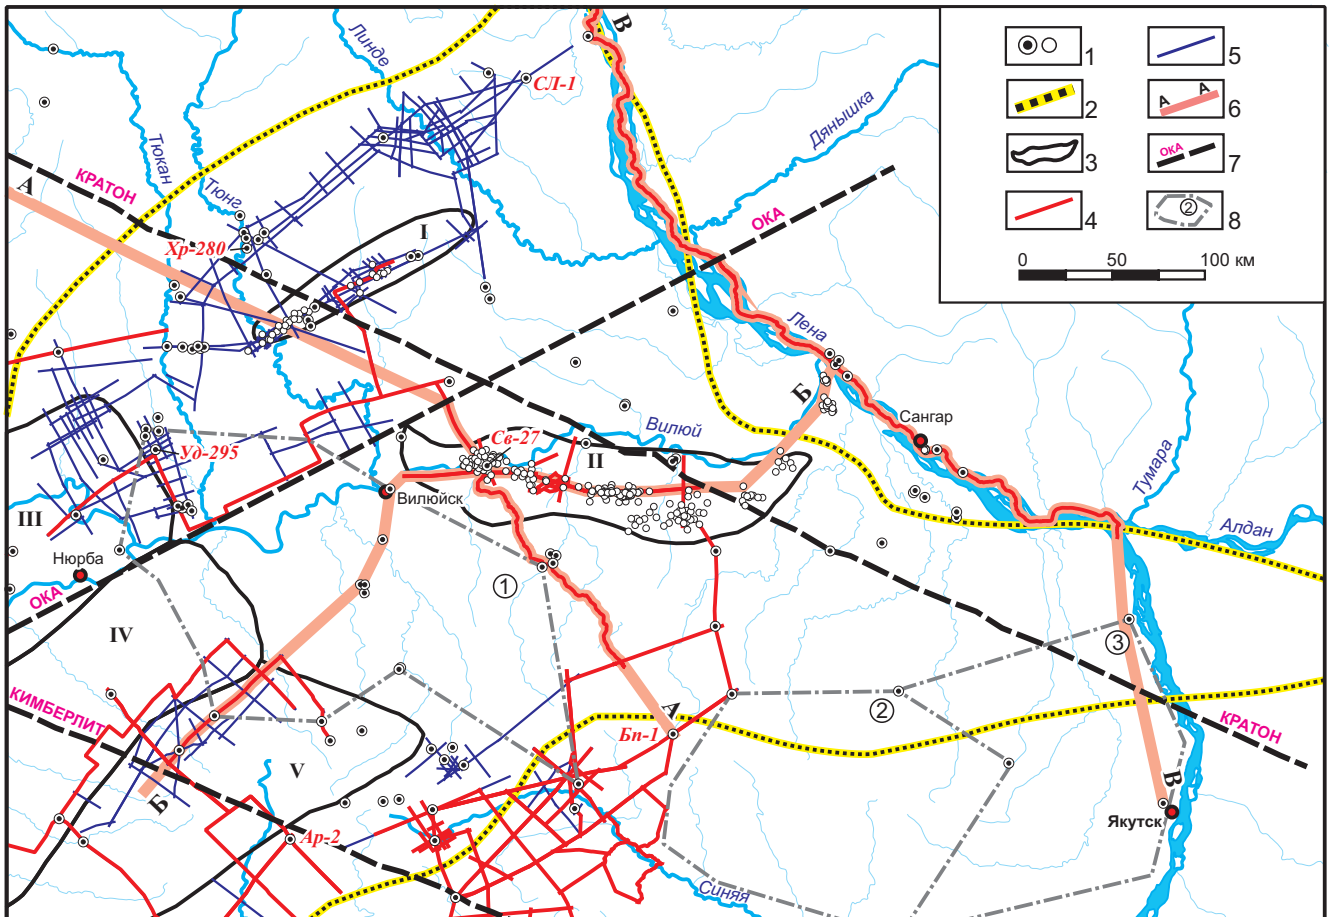 В
Линде
СЛ-1
Дянышка
Тюкан
А
КРАТОН
Тюнг
Хр-280
I
ОКА
Лена
Б
Сангар
Вилюй
Св-27
II
Уд-295
Вилюйск
Тумара
Алдан
III
Нюрба
ОКА
1
IV
3
КИМБЕРЛИТ
А
2
Бп-1
КРАТОН
V
Б
В
Якутск
Ар-2
Синяя
1
5
2
А А
6
3
ОКА
7
4
2
8
0 50 100 км